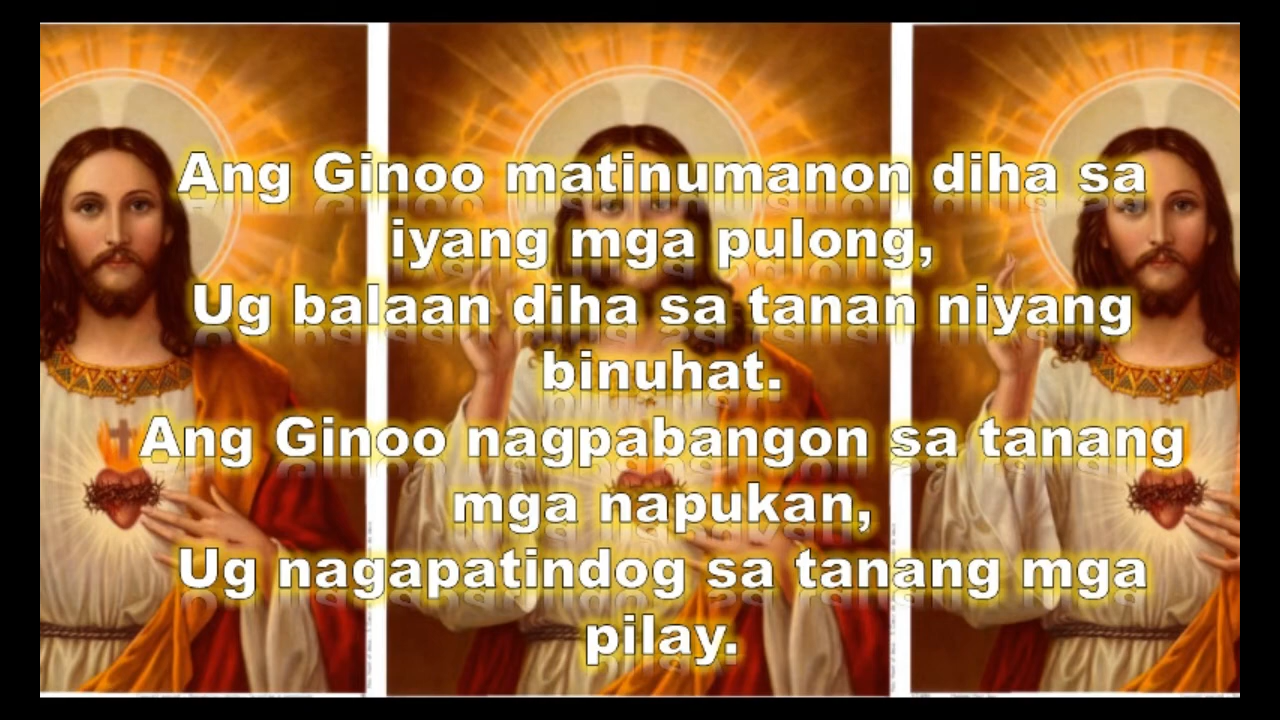 Ang Ginoo matinumanon diha sa
iyang mga pulong,
Ug balaan diha sa tanan niyang
binuhat.
Ang Ginoo nagpabangon sa tanang
mga napukan,
Ug nagapatindog sa tanang mga
pilay.